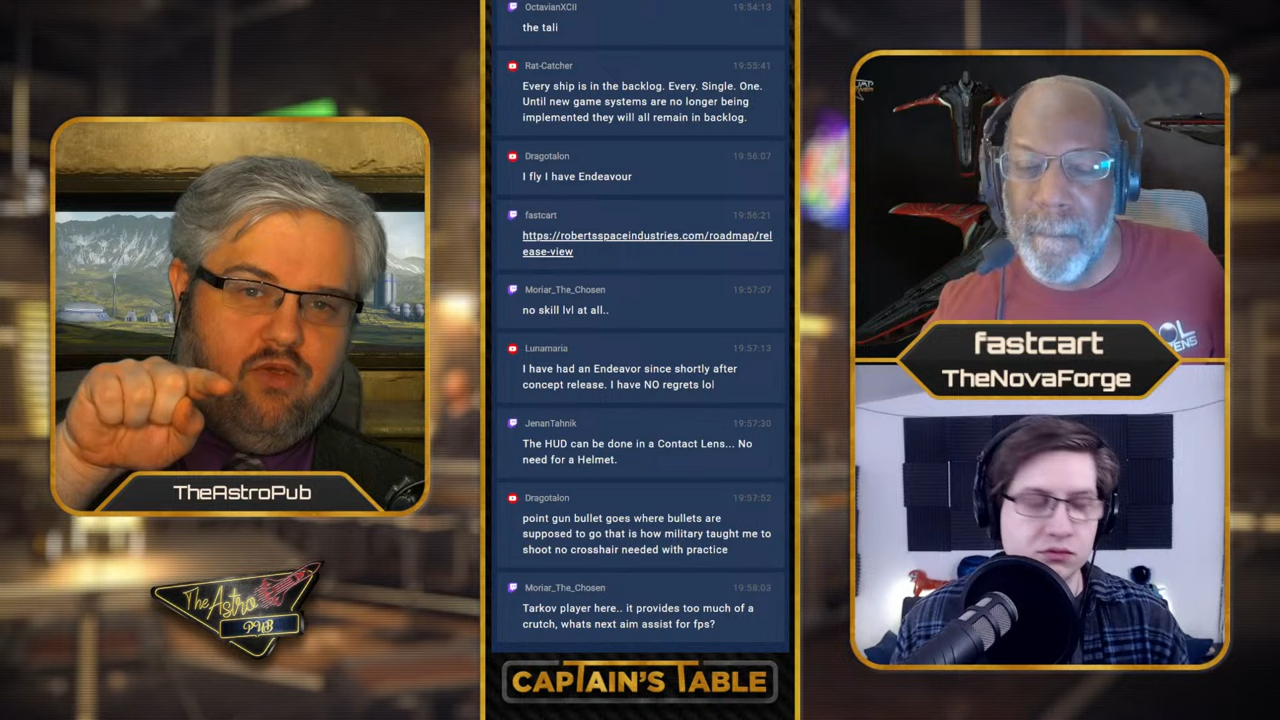 OctavianXCII 19:54:13
the tali
Rat-Catcher 19:55:41
Every ship is in the backlog. Every. Single. One.
Until new game systems are no longer being
implemented they will all remain in backlog.
Dragotalon 19:56:07
I fly I have Endeavour
fastcart 19:56:21
https://robertsspaceindustries.com/roadmap/rel
ease-view
Moriar_The_Chosen 19:57:07
no skill lvl at all..
Lunamaria 19:57:13
I have had an Endeavor since shortly after
concept release. I have NO regrets lol
JenanTahnik 19:57:30
The HUD can be done in a Contact Lens... No
need for a Helmet.
Dragotalon 19:57:52
point gun bullet goes where bullets are
supposed to go that is how military taught me to
shoot no crosshair needed with practice
Moriar_The_Chosen 19:58:03
Tarkov player here.. it provides too much of a
crutch, whats next aim assist for fps?
CAPTAIN'S TABLE
TheAstroPub
The Astro
PUB
fastcart
TheNovaForge